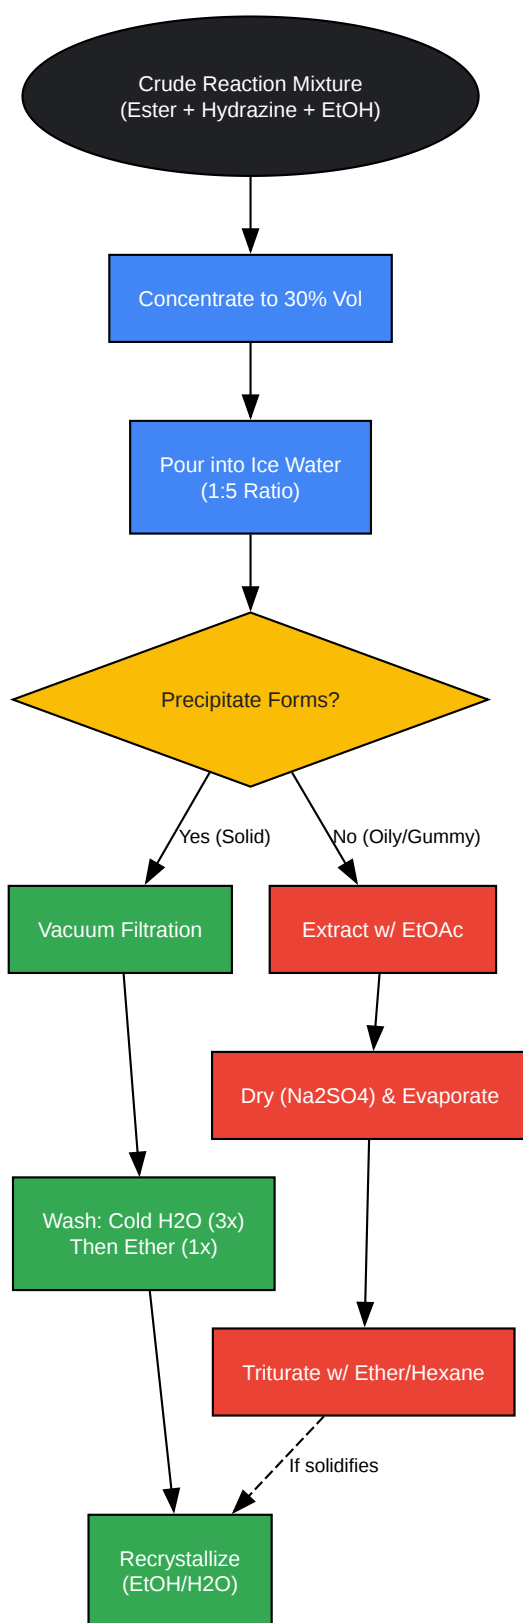 Crude Reaction Mixture
(Ester + Hydrazine + EtOH)
Concentrate to 30% Vol
Pour into Ice Water
(1:5 Ratio)
Precipitate Forms?
Yes (Solid)
No (Oily/Gummy)
Vacuum Filtration
Extract w/ EtOAc
Dry (Na2SO4) & Evaporate
Wash: Cold H2O (3x)
Then Ether (1x)
Triturate w/ Ether/Hexane
If solidifies
Recrystallize
(EtOH/H2O)